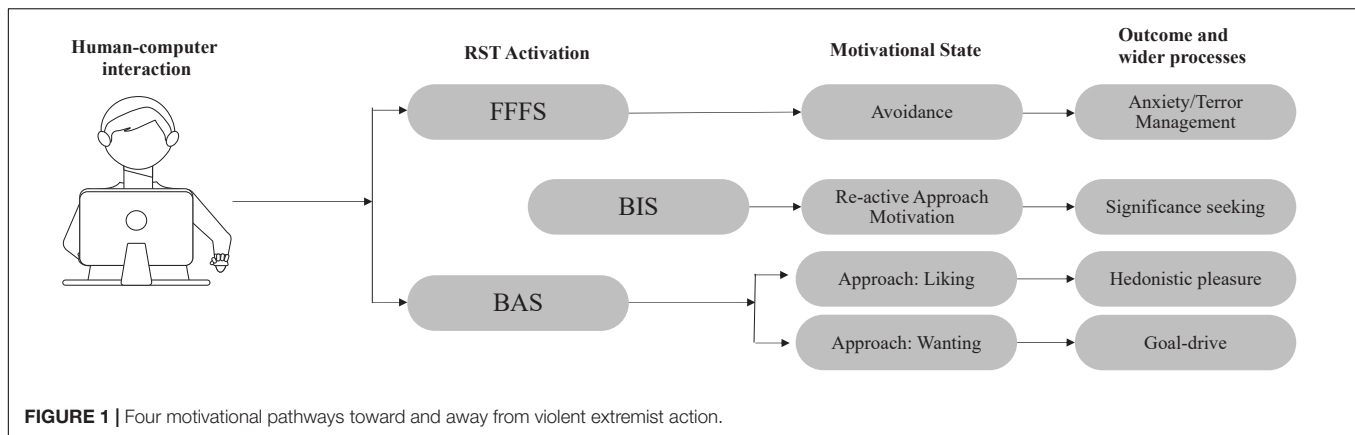 Human-computer
interaction
RST Activation
Motivational State
Outcome and
wider processes
FFFS
Avoidance
Anxiety/Terror
Management
BIS
Re-active Approach
Motivation
Significance seeking
BAS
Approach: Liking
Hedonistic pleasure
Approach: Wanting
Goal-drive
FIGURE 1 | Four motivational pathways toward and away from violent extremist action.